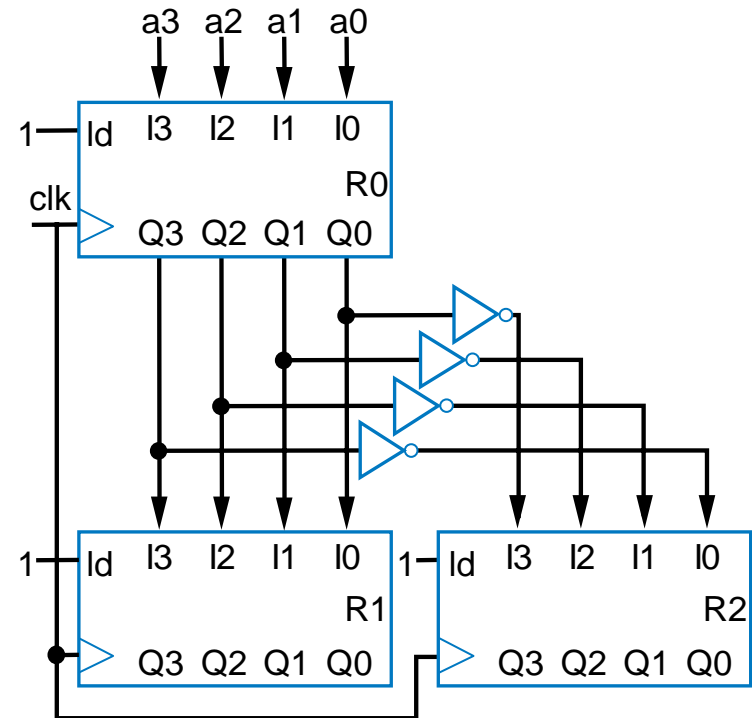 a3 a2 a1 a0
1 ld I3 I2 I1 I0
R0
clk
Q3 Q2 Q1 Q0
1 ld I3 I2 I1 I0 1 ld I3 I2 I1 I0
R1 R2
Q3 Q2 Q1 Q0 Q3 Q2 Q1 Q0